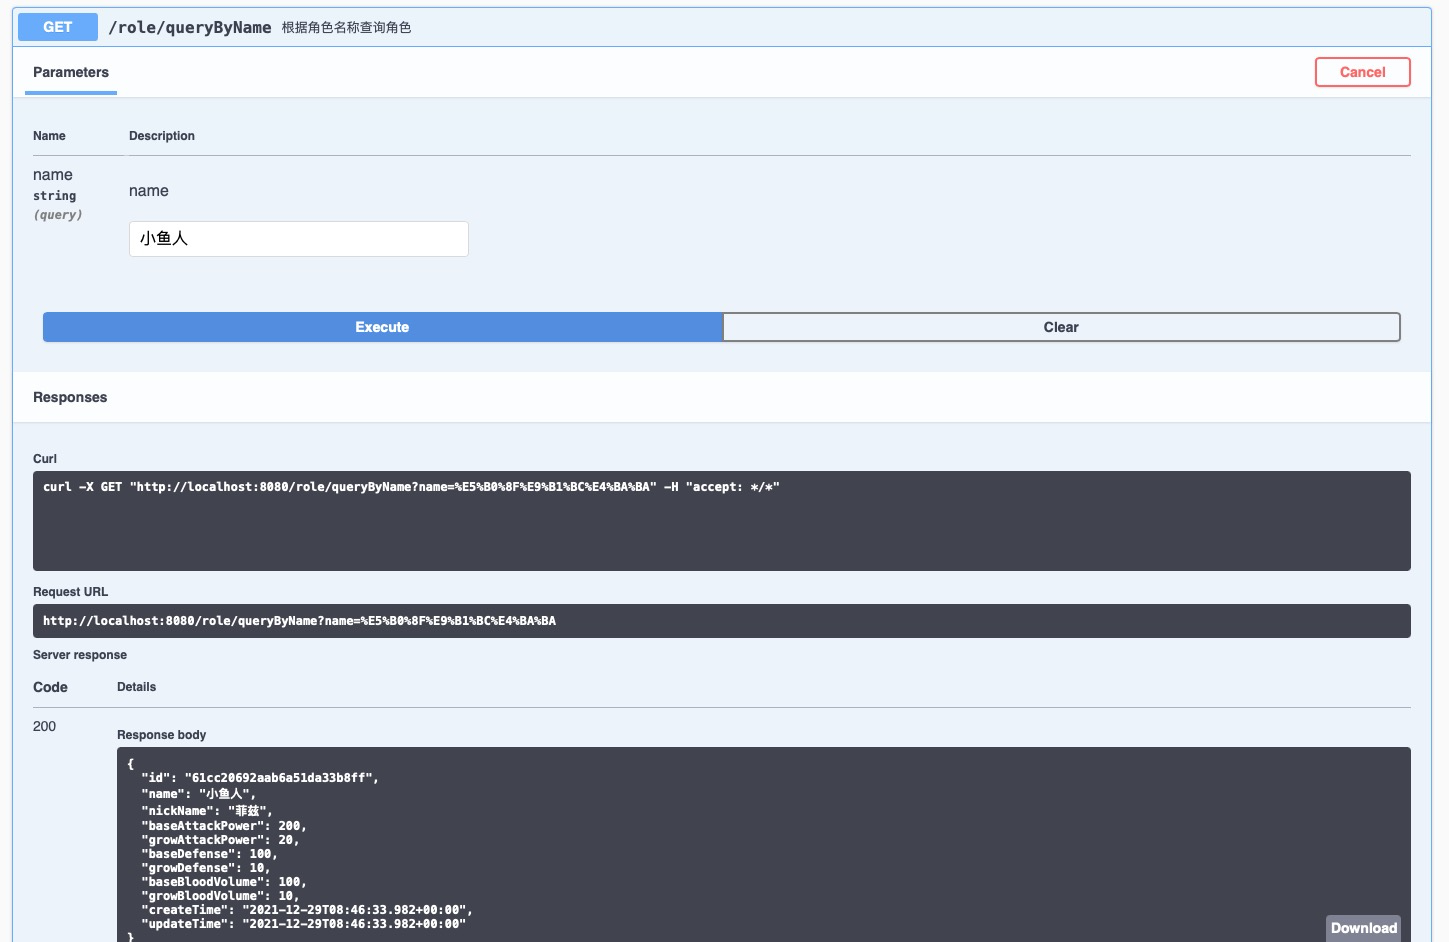 GET /role/queryByName 根据角色名称查询角色
Parameters
Cancel
Name Description
name
string
(query)
name
小鱼人
Execute Clear
Responses
Curl
curl -X GET "http://localhost:8080/role/queryByName?name=%E5%B0%8F%E9%B1%BC%E4%BA%BA" -H "accept: */*"
Request URL
http://localhost:8080/role/queryByName?name=%E5%B0%8F%E9%B1%BC%E4%BA%BA
Server response
Code Details
200
Response body
{
  "id": "61cc20692aab6a51da33b8ff",
  "name": "小鱼人",
  "nickName": "菲兹",
  "baseAttackPower": 200,
  "growAttackPower": 20,
  "baseDefense": 100,
  "growDefense": 10,
  "baseBloodVolume": 100,
  "growBloodVolume": 10,
  "createTime": "2021-12-29T08:46:33.982+00:00",
  "updateTime": "2021-12-29T08:46:33.982+00:00"
}
Download